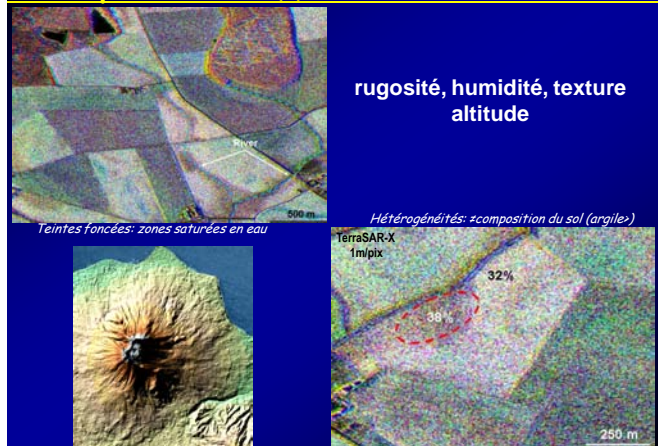 rugosité, humidité, texture
altitude
River
500 m
Teintes foncées: zones saturées en eau
Hétérogénéités: ≠composition du sol (argile>)
TerraSAR-X
1m/pix
32%
38%
250 m